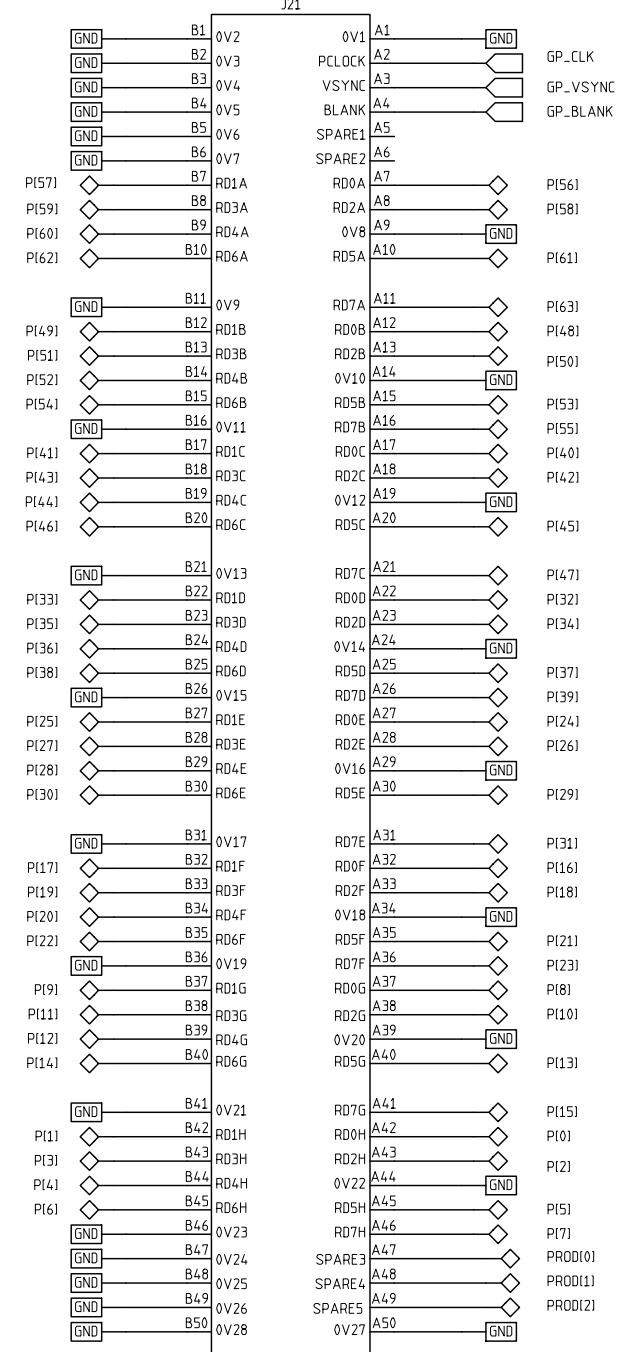 J21
GND B1 0V2 0V1 A1 GND
GND B2 0V3 PCLOCK A2 GP_CLK
GND B3 0V4 VSYNC A3 GP_VSYNC
GND B4 0V5 BLANK A4 GP_BLANK
GND B5 0V6 SPARE1 A5
GND B6 0V7 SPARE2 A6
P[57] B7 RD1A RD0A A7 P[56]
P[59] B8 RD3A RD2A A8 P[58]
P[60] B9 RD4A 0V8 A9 GND
P[62] B10 RD6A RD5A A10 P[61]
GND B11 0V9 RD7A A11 P[63]
P[49] B12 RD1B RD0B A12 P[48]
P[51] B13 RD3B RD2B A13 P[50]
P[52] B14 RD4B 0V10 A14 GND
P[54] B15 RD6B RD5B A15 P[53]
GND B16 0V11 RD7B A16 P[55]
P[41] B17 RD1C RD0C A17 P[40]
P[43] B18 RD3C RD2C A18 P[42]
P[44] B19 RD4C 0V12 A19 GND
P[46] B20 RD6C RD5C A20 P[45]
GND B21 0V13 RD7C A21 P[47]
P[33] B22 RD1D RD0D A22 P[32]
P[35] B23 RD3D RD2D A23 P[34]
P[36] B24 RD4D 0V14 A24 GND
P[38] B25 RD6D RD5D A25 P[37]
GND B26 0V15 RD7D A26 P[39]
P[25] B27 RD1E RD0E A27 P[24]
P[27] B28 RD3E RD2E A28 P[26]
P[28] B29 RD4E 0V16 A29 GND
P[30] B30 RD6E RD5E A30 P[29]
GND B31 0V17 RD7E A31 P[31]
P[17] B32 RD1F RD0F A32 P[16]
P[19] B33 RD3F RD2F A33 P[18]
P[20] B34 RD4F 0V18 A34 GND
P[22] B35 RD6F RD5F A35 P[21]
GND B36 0V19 RD7F A36 P[23]
P[9] B37 RD1G RD0G A37 P[8]
P[11] B38 RD3G RD2G A38 P[10]
P[12] B39 RD4G 0V20 A39 GND
P[14] B40 RD6G RD5G A40 P[13]
GND B41 0V21 RD7G A41 P[15]
P[1] B42 RD1H RD0H A42 P[0]
P[3] B43 RD3H RD2H A43 P[2]
P[4] B44 RD4H 0V22 A44 GND
P[6] B45 RD6H RD5H A45 P[5]
GND B46 0V23 RD7H A46 P[7]
GND B47 0V24 SPARE3 A47 PROD[0]
GND B48 0V25 SPARE4 A48 PROD[1]
GND B49 0V26 SPARE5 A49 PROD[2]
GND B50 0V28 0V27 A50 GND